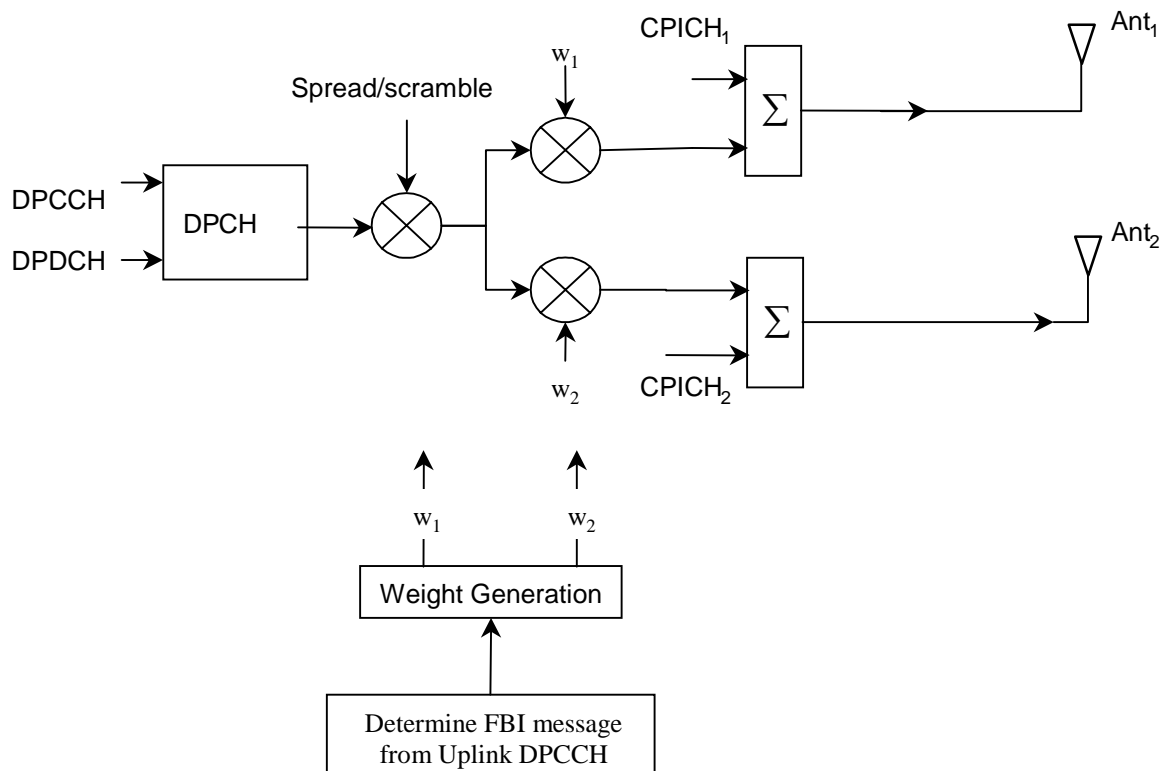 Ant₁
CPICH₁
w₁
Spread/scramble
Σ
DPCCH
DPCH
DPDCH
Ant₂
Σ
w₂
CPICH₂
w₁
w₂
Weight Generation
Determine FBI message
from Uplink DPCCH